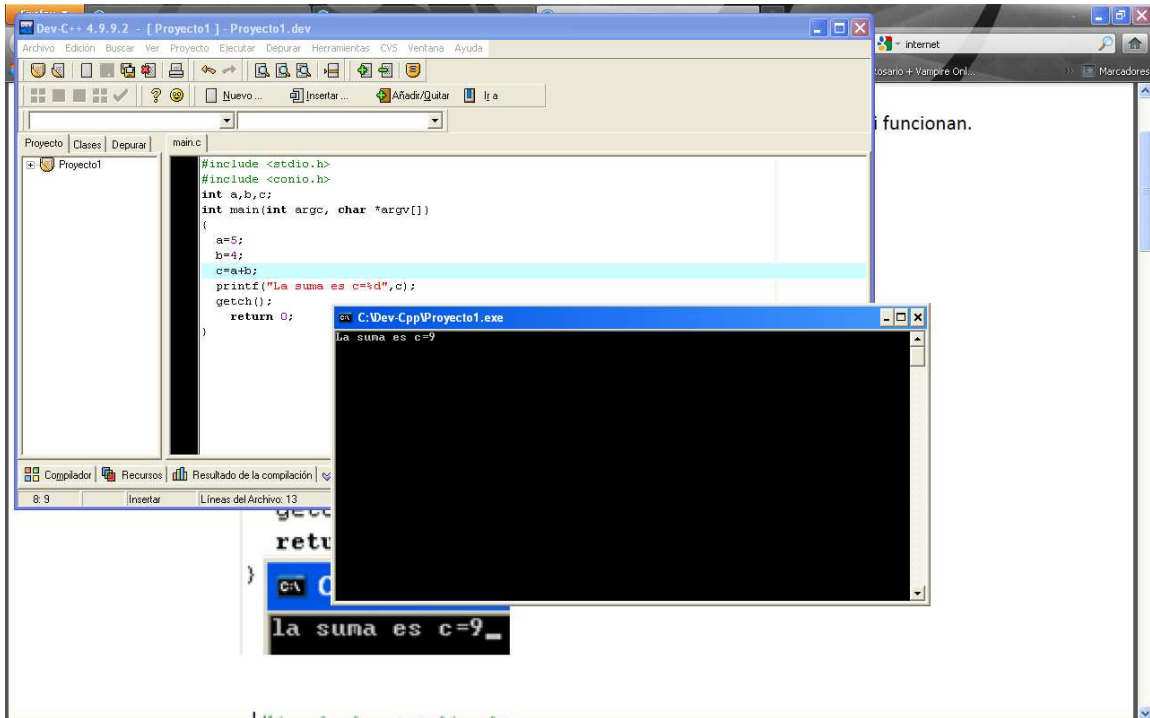 Dev-C++ 4.9.9.2 - [ Proyecto1 ] - Proyecto1.dev
Archivo Edición Buscar Ver Proyecto Ejecutar Depurar Herramientas CVS Ventana Ayuda
internet
Rosario + Vampire Onl...
Marcadores
Nuevo ... Insertar ... Añadir/Quitar Ir a
i funcionan.
Proyecto Clases Depurar main.c
Proyecto1
#include <stdio.h>
#include <conio.h>
int a,b,c;
int main(int argc, char *argv[])
{
a=5;
b=4;
c=a+b;
printf("La suma es c=%d",c);
getch();
return 0;
}
C:\Dev-Cpp\Proyecto1.exe
La suma es c=9
Compilador Recursos Resultado de la compilación
8: 9 Insertar Líneas del Archivo: 13
retu
}
C:\ C
la suma es c=9_